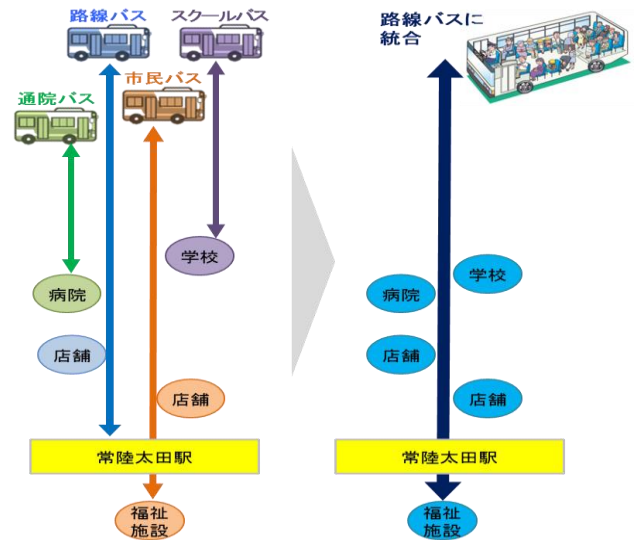 路線バス
スクールバス
市民バス
通院バス
学校
病院
店舗
店舗
常陸太田駅
福祉
施設
路線バスに
統合
学校
病院
店舗
店舗
常陸太田駅
福祉
施設